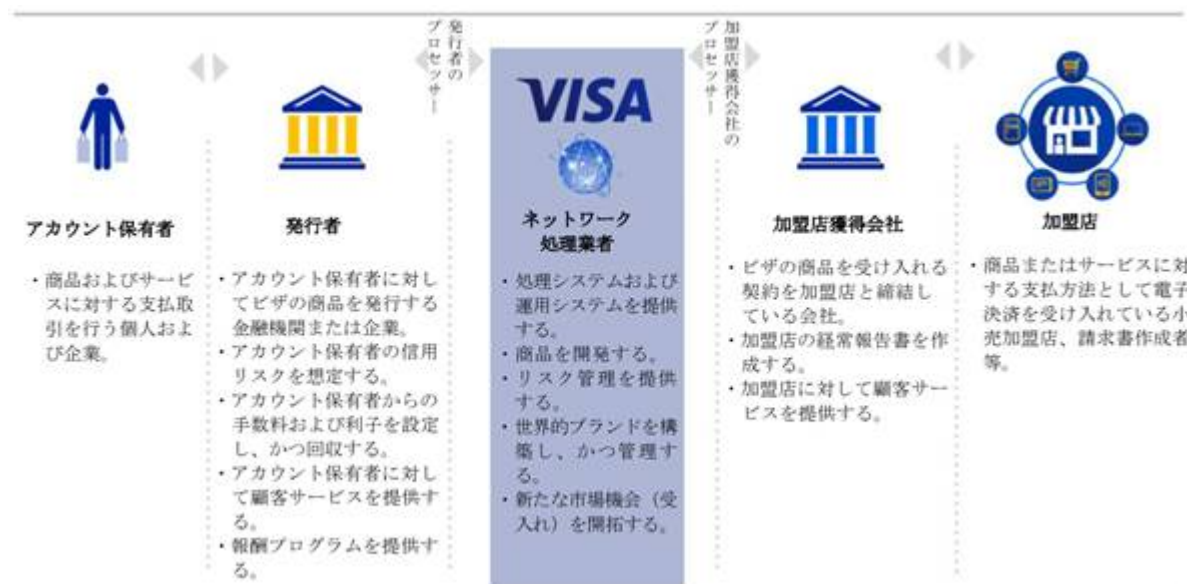 発行者の
プロセッサー
加盟店獲得会社の
プロセッサー
VISA
アカウント保有者
・商品およびサービ
スに対する支払取
引を行う個人およ
び企業。
発行者
・アカウント保有者に対し
てビザの商品を発行する
金融機関または企業。
・アカウント保有者の信用
リスクを想定する。
・アカウント保有者からの
手数料および利子を設定
し、かつ回収する。
・アカウント保有者に対し
て顧客サービスを提供す
る。
・報酬プログラムを提供す
る。
ネットワーク
処理業者
・処理システムおよび
運用システムを提供
する。
・商品を開発する。
・リスク管理を提供
する。
・世界的ブランドを構
築し、かつ管理す
る。
・新たな市場機会（受
入れ）を開拓する。
加盟店獲得会社
・ビザの商品を受け入れる
契約を加盟店と締結し
ている会社。
・加盟店の経常報告書を作
成する。
・加盟店に対して顧客サー
ビスを提供する。
加盟店
・商品またはサービスに対
する支払方法として電子
決済を受け入れている小
売加盟店、請求書作成者
等。